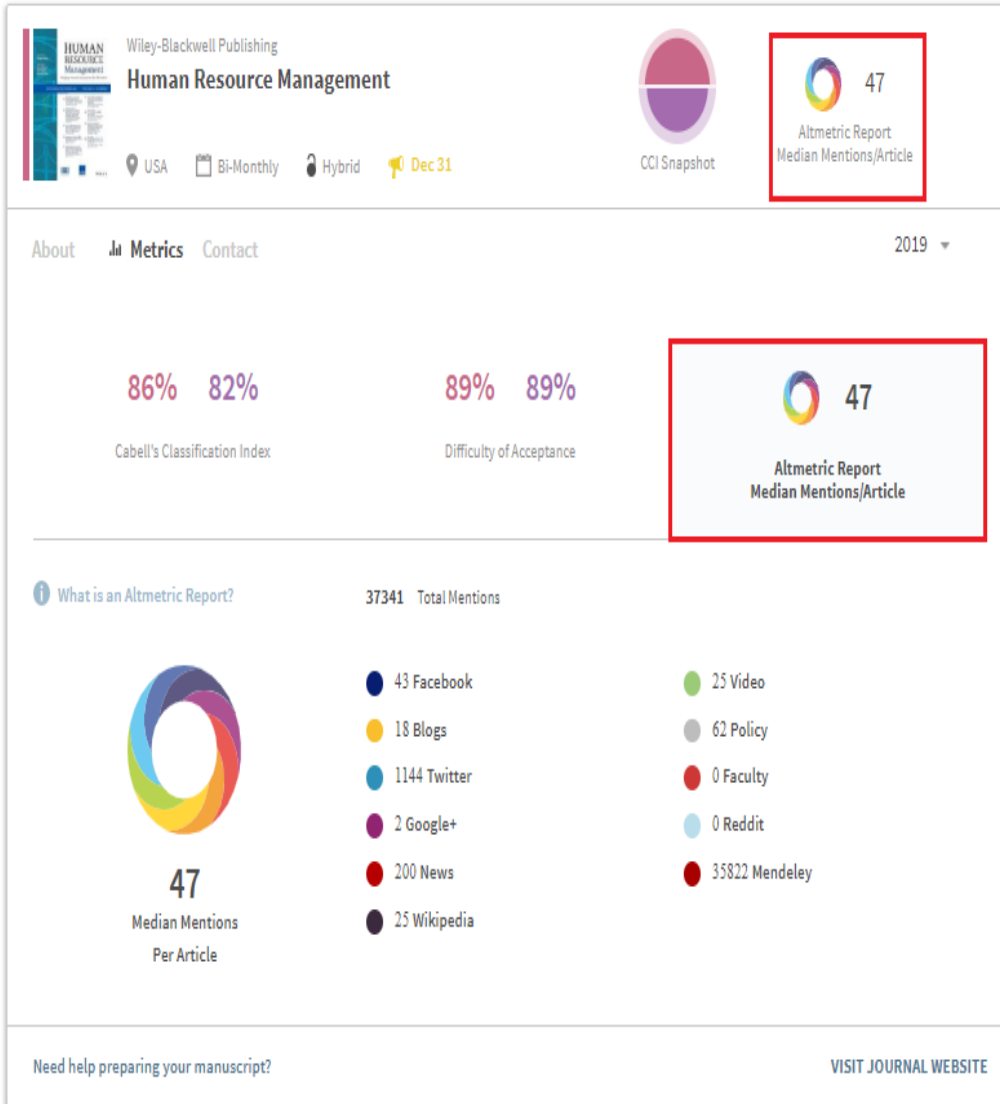 HUMAN
RESOURCE
Management
Wiley-Blackwell Publishing
Human Resource Management
USA
Bi-Monthly
Hybrid
Dec 31
CCI Snapshot
47
Altmetric Report
Median Mentions/Article
About
Metrics
Contact
2019
86% 82%
Cabell's Classification Index
89% 89%
Difficulty of Acceptance
47
Altmetric Report
Median Mentions/Article
What is an Altmetric Report?
37341 Total Mentions
47
Median Mentions
Per Article
43 Facebook
18 Blogs
1144 Twitter
2 Google+
200 News
25 Wikipedia
25 Video
62 Policy
0 Faculty
0 Reddit
35822 Mendeley
Need help preparing your manuscript?
VISIT JOURNAL WEBSITE